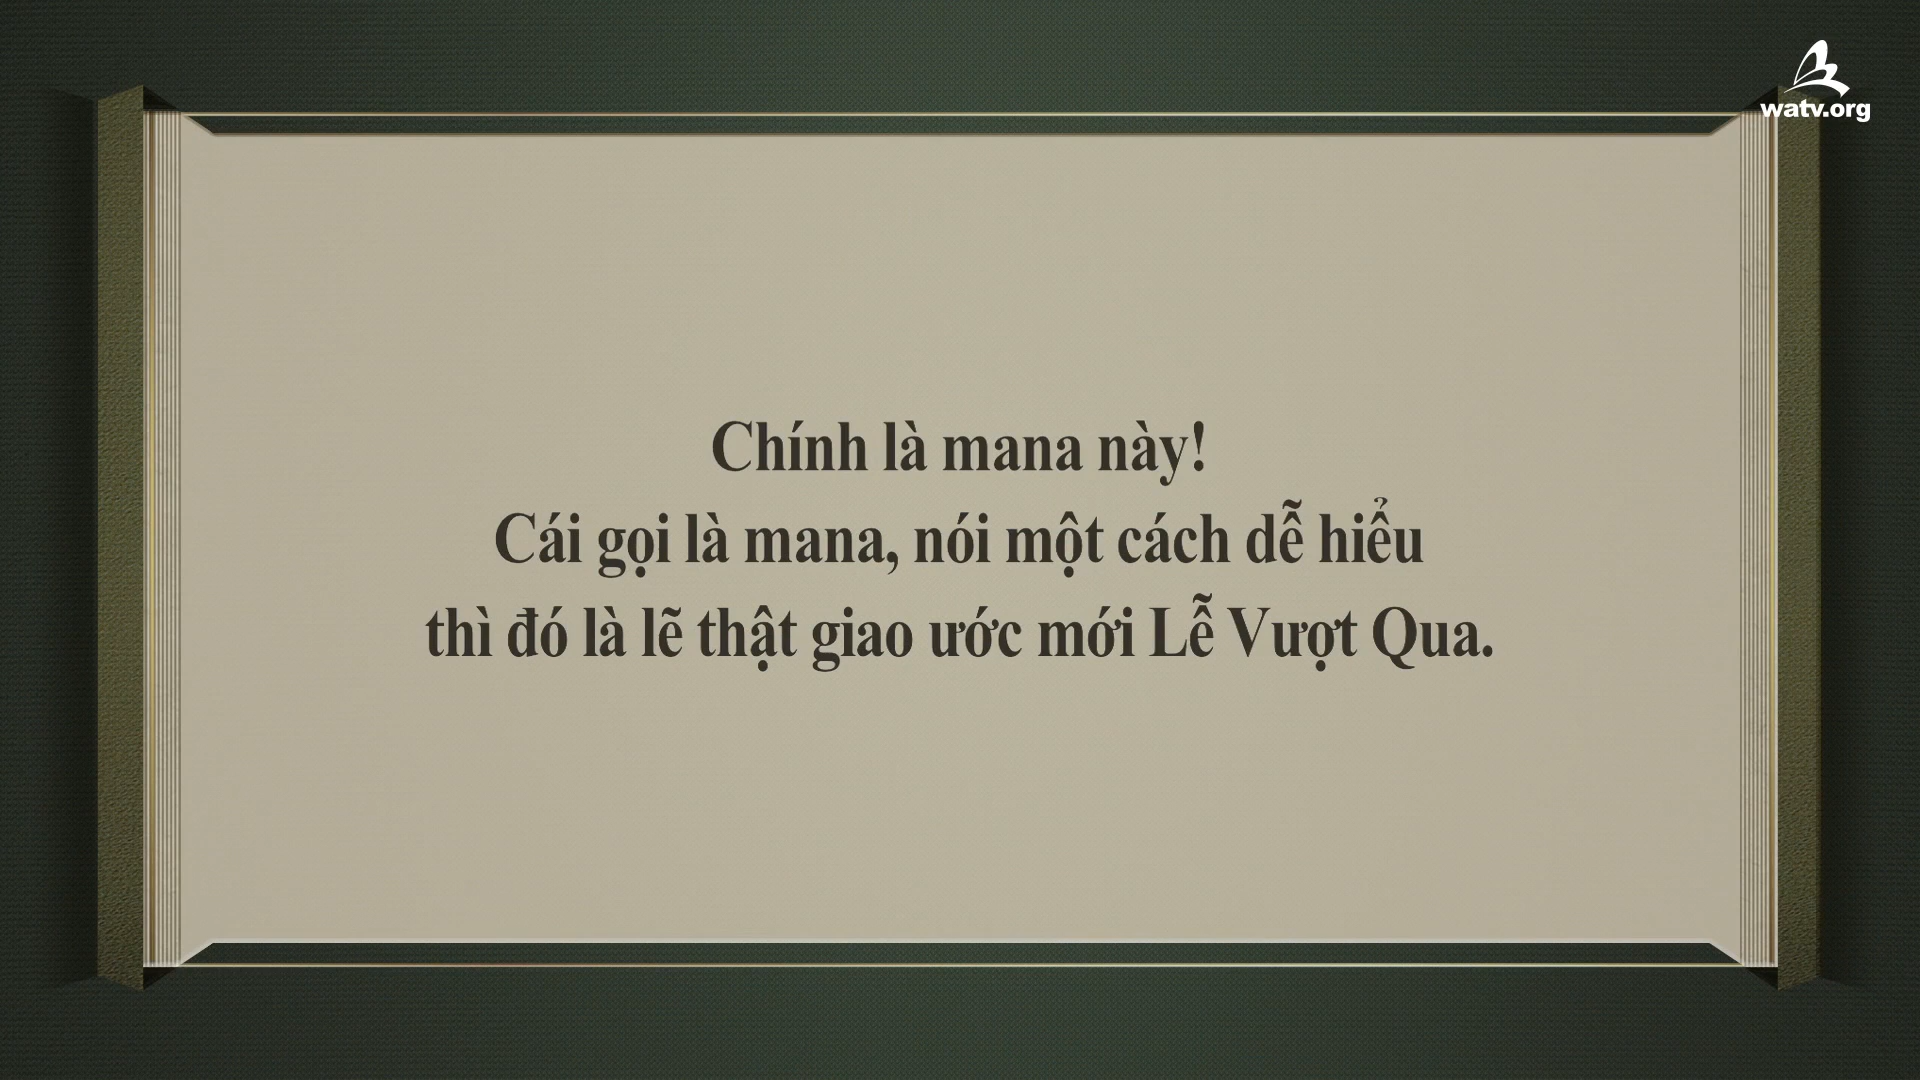 watv.org
Chính là mana này!
Cái gọi là mana, nói một cách dễ hiểu
thì đó là lẽ thật giao ước mới Lễ Vượt Qua.